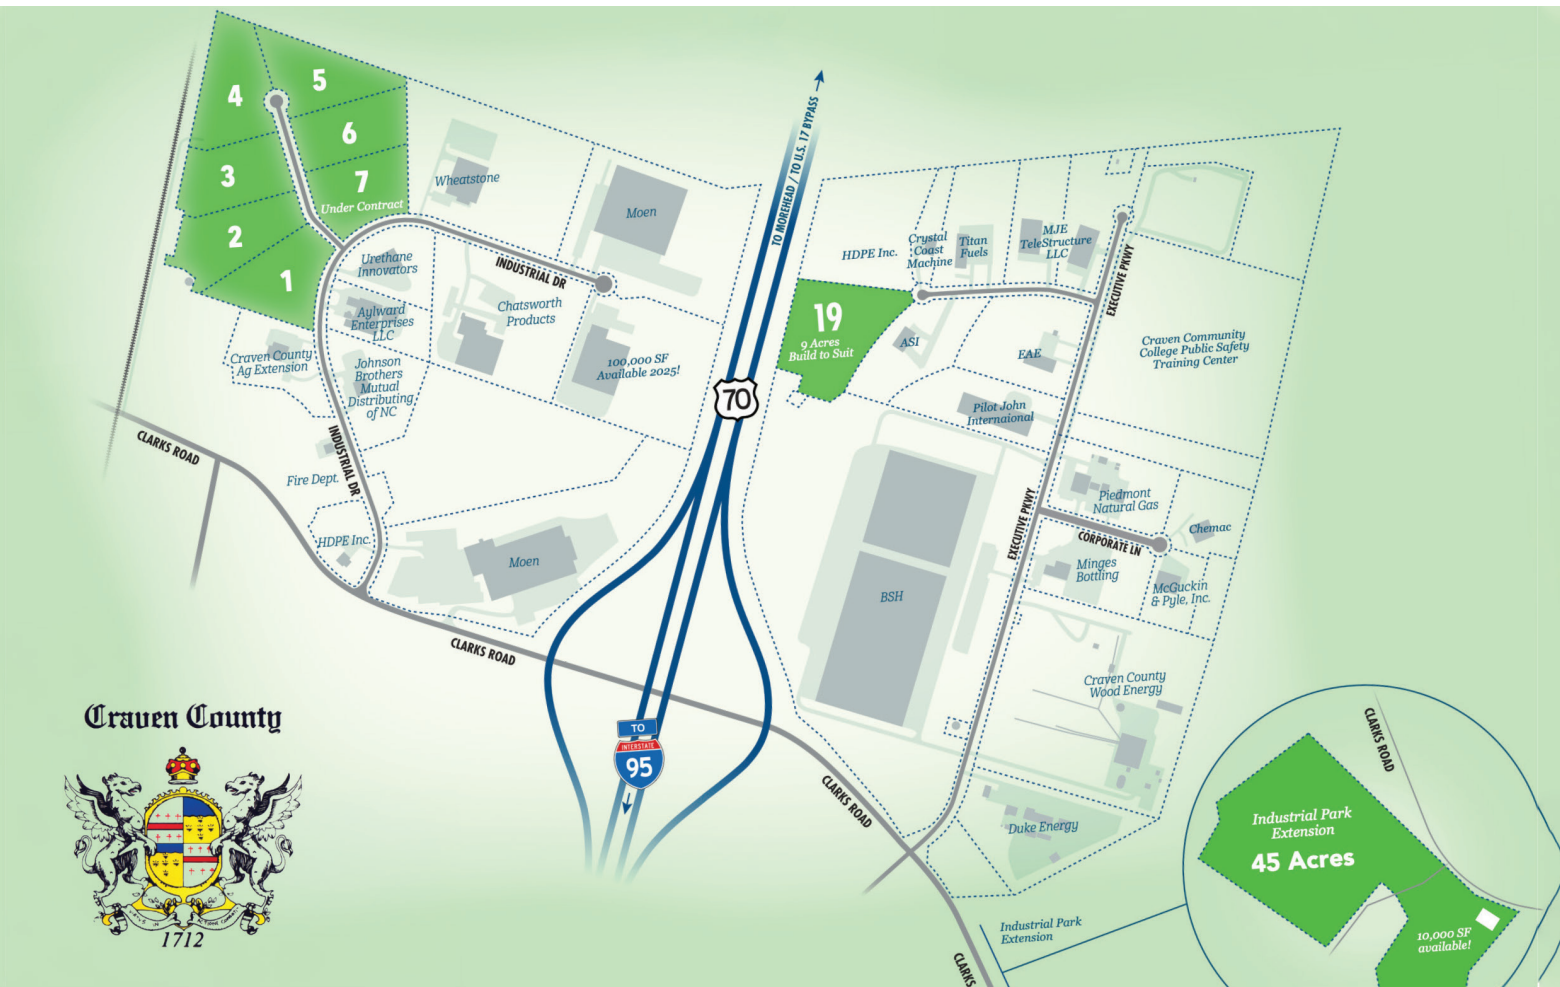 4
5
6
3
7
Under Contract
2
1
Wheatstone
Moen
Urethane
Innovators
INDUSTRIAL DR
Aylward
Enterprises
LLC
Chatsworth
Products
Craven County
Ag Extension
Johnson
Brothers
Mutual
Distributing
of NC
100,000 SF
Available 2025!
CLARKS ROAD
INDUSTRIAL DR
Fire Dept.
HDPE Inc.
Moen
CLARKS ROAD
TO MOREHEAD / TO U.S. 17 BYPASS
70
TO
INTERSTATE
95
HDPE Inc.
Crystal
Coast
Machine
Titan
Fuels
MJE
TeleStructure
LLC
EXECUTIVE PKWY
19
9 Acres
Build to Suit
ASI
EAE
Craven Community
College Public Safety
Training Center
Pilot John
Internaional
Piedmont
Natural Gas
Chemac
EXECUTIVE PKWY
CORPORATE LN
Minges
Bottling
McGuckin
& Pyle, Inc.
BSH
Craven County
Wood Energy
CLARKS ROAD
Duke Energy
CLARKS ROAD
Industrial Park
Extension
45 Acres
10,000 SF
available!
Industrial Park
Extension
CLARKS
Craven County
1712